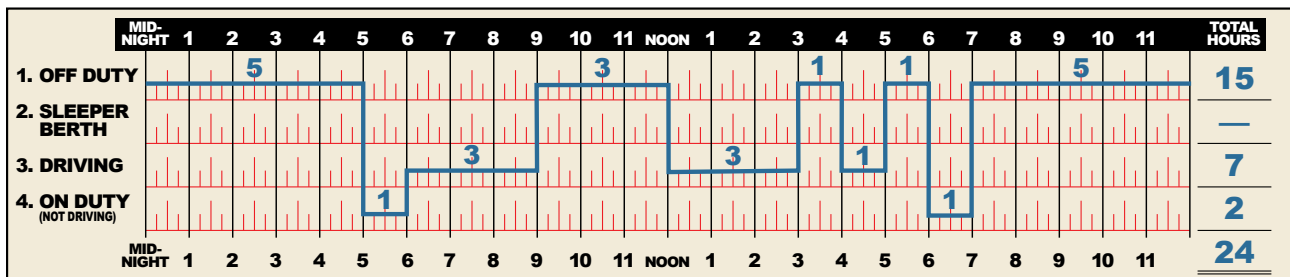 MID-NIGHT 1 2 3 4 5 6 7 8 9 10 11 NOON 1 2 3 4 5 6 7 8 9 10 11 TOTAL HOURS
1. OFF DUTY 5 3 1 1 5 15
2. SLEEPER BERTH —
3. DRIVING 3 3 1 7
4. ON DUTY (NOT DRIVING) 1 1 2
MID-NIGHT 1 2 3 4 5 6 7 8 9 10 11 NOON 1 2 3 4 5 6 7 8 9 10 11 24